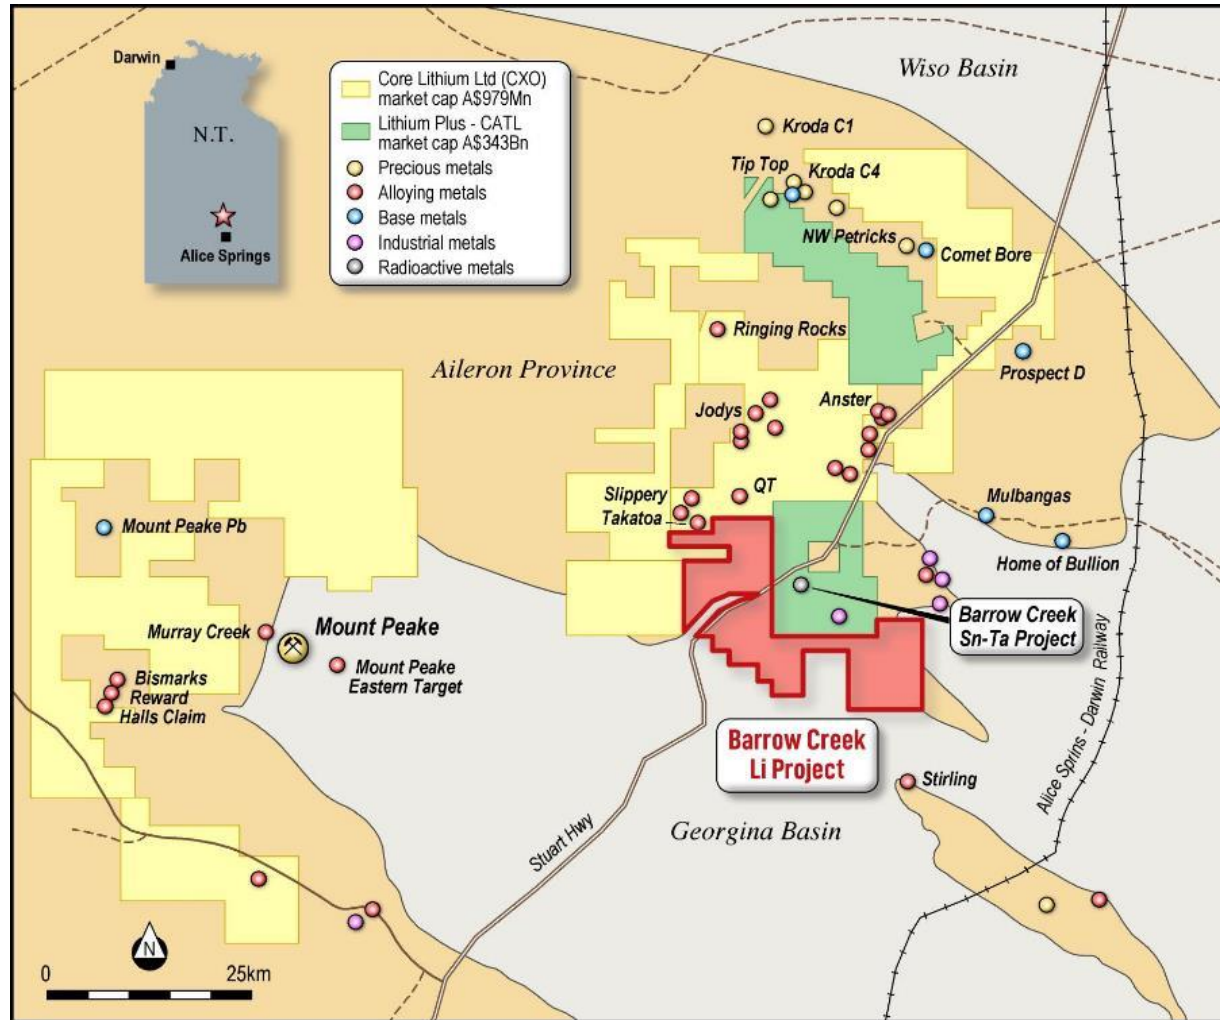 Darwin
N.T.
Alice Springs
Core Lithium Ltd (CXO)
market cap A$979Mn
Lithium Plus - CATL
market cap A$343Bn
Precious metals
Alloying metals
Base metals
Industrial metals
Radioactive metals
Wiso Basin
Kroda C1
Tip Top
Kroda C4
NW Petricks
Comet Bore
Ringing Rocks
Aileron Province
Prospect D
Jodys
Anster
Slippery
QT
Takatoa
Mulbangas
Mount Peake Pb
Home of Bullion
Murray Creek
Mount Peake
Mount Peake
Eastern Target
Barrow Creek
Sn-Ta Project
Bismarks
Reward
Halls Claim
Barrow Creek
Li Project
Stirling
Georgina Basin
Stuart Hwy
Alice Sprins - Darwin Railway
N
0 25km